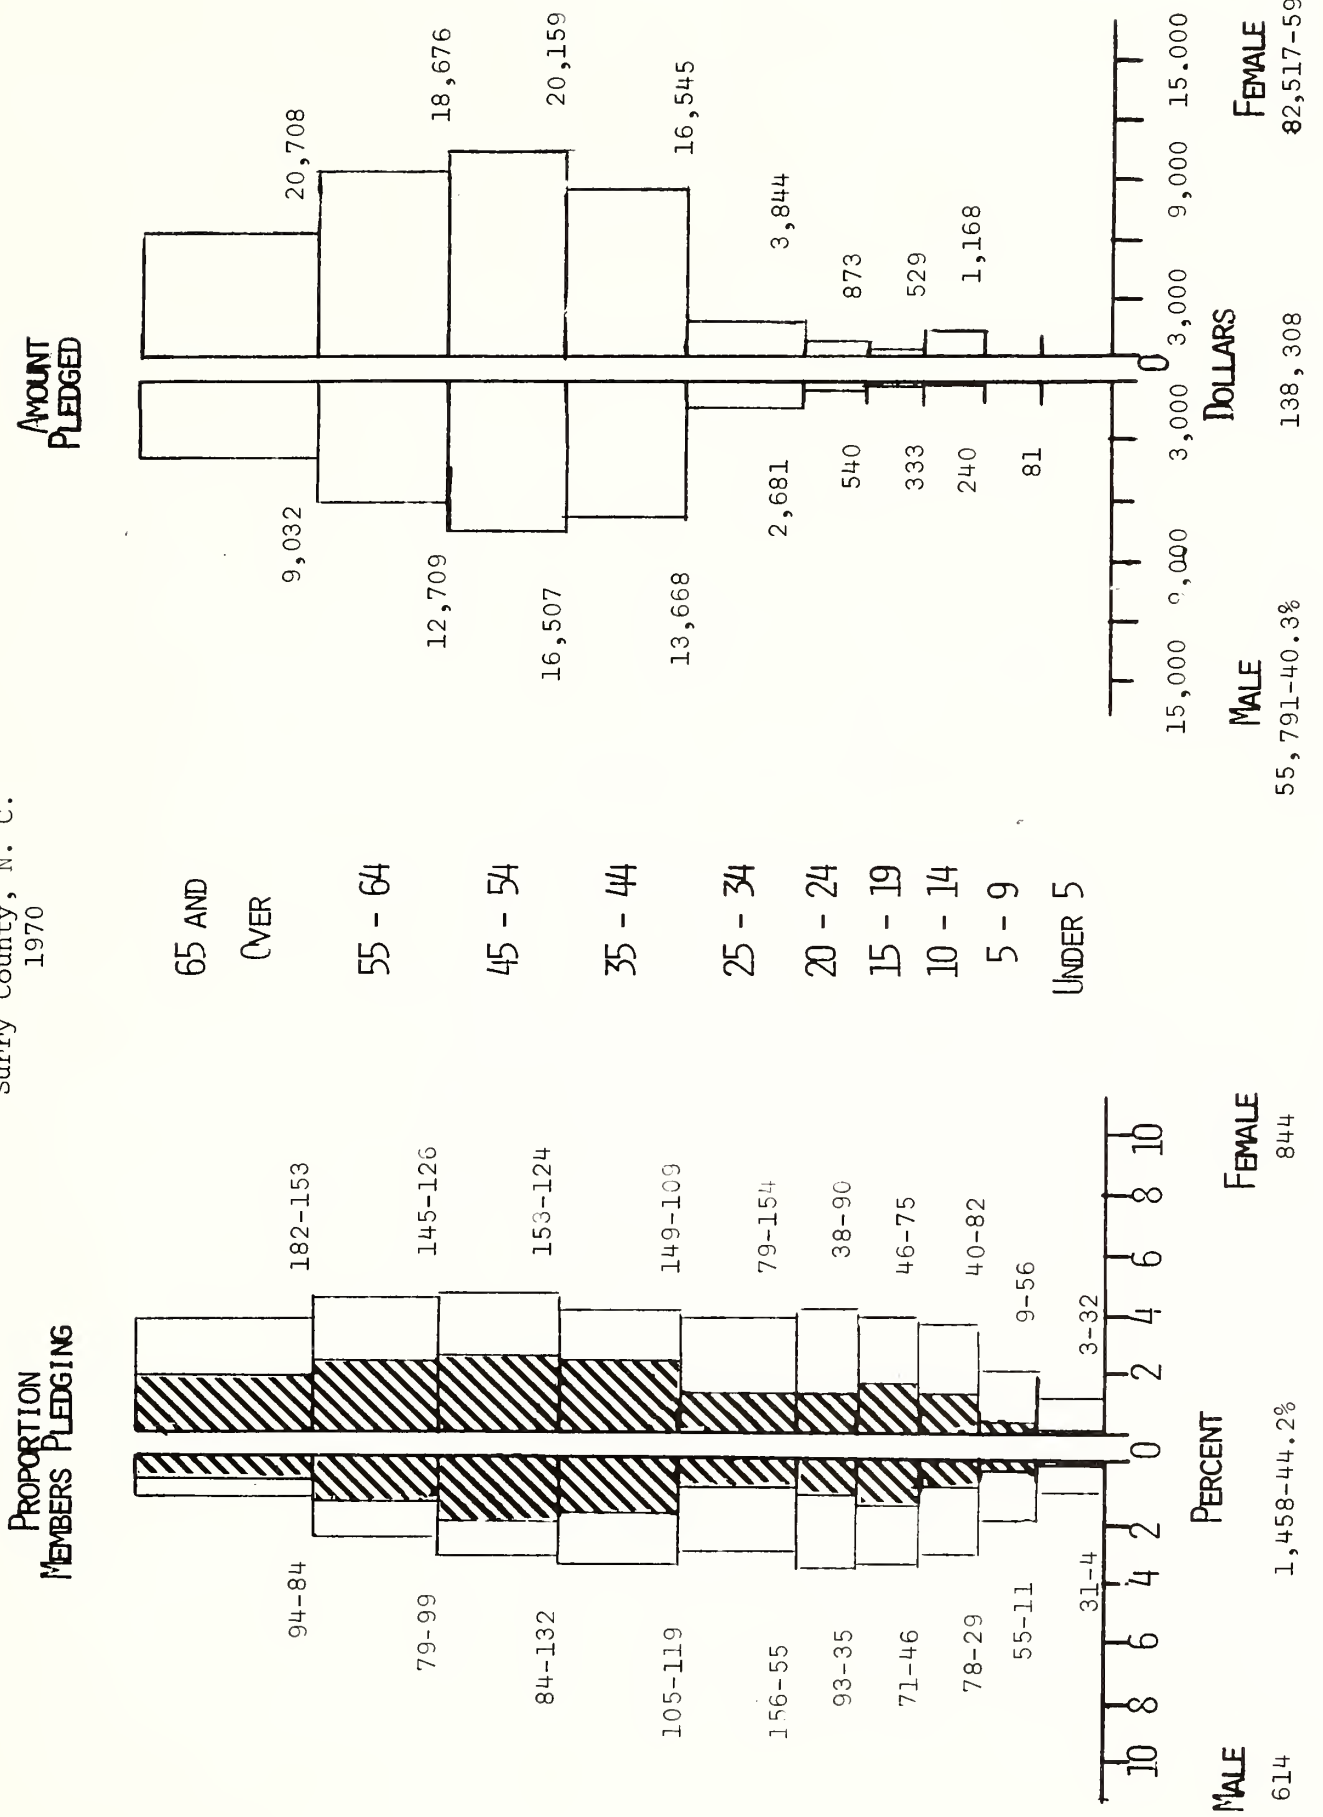 Surry County, N. C.
1970
PROPORTION
MEMBERS PLEDGING
AMOUNT
PLEDGED
65 AND
OVER
94-84
182-153
9,032
20,708
55 - 64
79-99
145-126
12,709
18,676
45 - 54
84-132
153-124
16,507
20,159
35 - 44
105-119
149-109
13,668
16,545
25 - 34
156-55
79-154
2,681
3,844
20 - 24
93-35
38-90
540
873
15 - 19
71-46
46-75
333
529
10 - 14
78-29
40-82
240
1,168
5 - 9
55-11
9-56
81
UNDER 5
31-4
3-32
10 8 6 4 2 0 2 4 6 8 10
15,000 9,000 3,000 0 3,000 9,000 15.000
MALE PERCENT FEMALE
614 1,458-44.2% 844
MALE DOLLARS FEMALE
55,791-40.3% 138,308 82,517-59